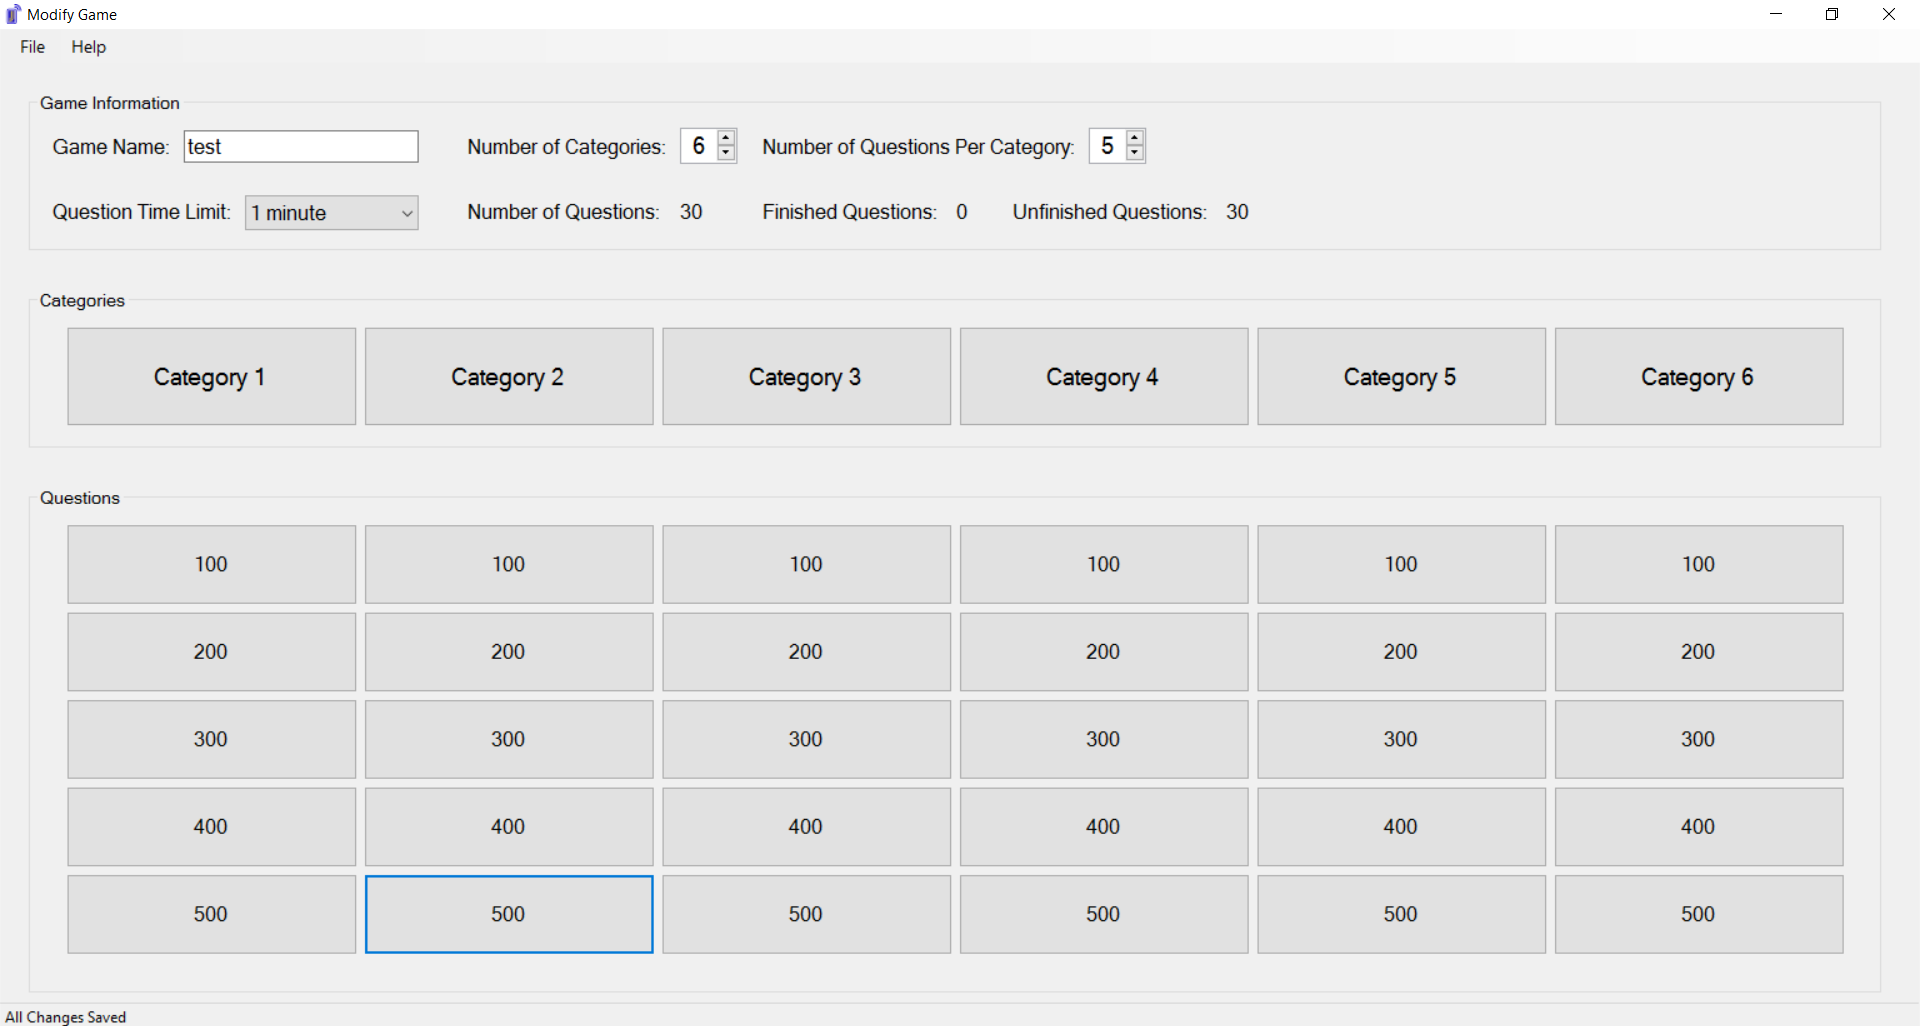 Modify Game
File Help
Game Information
Game Name: test Number of Categories: 6 Number of Questions Per Category: 5
Question Time Limit: 1 minute Number of Questions: 30 Finished Questions: 0 Unfinished Questions: 30
Categories
Category 1 Category 2 Category 3 Category 4 Category 5 Category 6
Questions
100 100 100 100 100 100
200 200 200 200 200 200
300 300 300 300 300 300
400 400 400 400 400 400
500 500 500 500 500 500
All Changes Saved